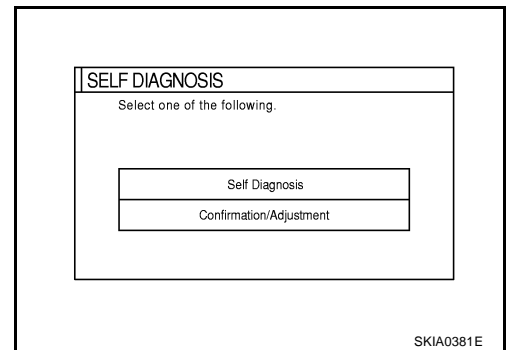 SELF DIAGNOSIS
Select one of the following.
Self Diagnosis
Confirmation/Adjustment
SKIA0381E